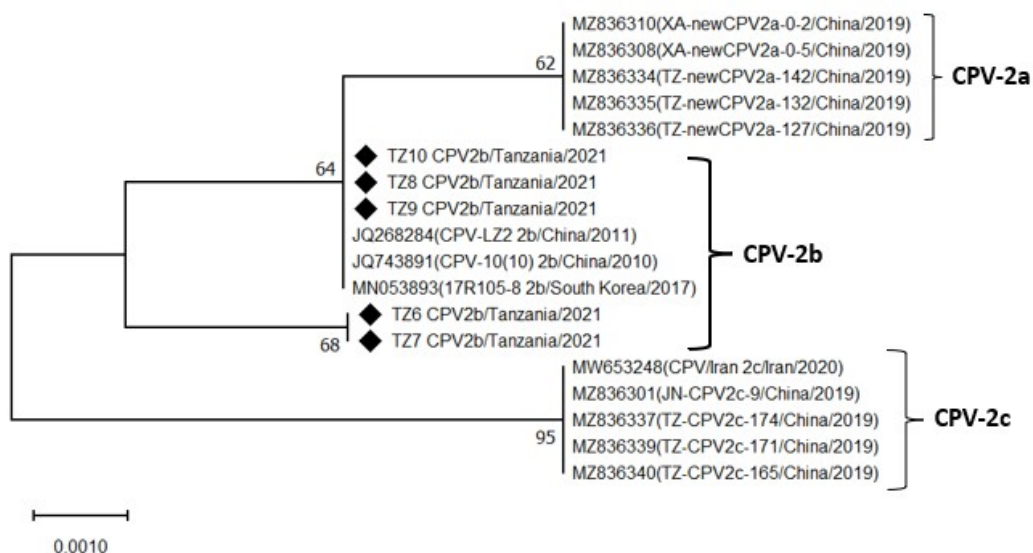 MZ836310(XA-newCPV2a-0-2/China/2019)
MZ836308(XA-newCPV2a-0-5/China/2019)
62
MZ836334(TZ-newCPV2a-142/China/2019)
CPV-2a
MZ836335(TZ-newCPV2a-132/China/2019)
MZ836336(TZ-newCPV2a-127/China/2019)
TZ10 CPV2b/Tanzania/2021
64
TZ8 CPV2b/Tanzania/2021
TZ9 CPV2b/Tanzania/2021
JQ268284(CPV-LZ2 2b/China/2011)
CPV-2b
JQ743891(CPV-10(10) 2b/China/2010)
MN053893(17R105-8 2b/South Korea/2017)
TZ6 CPV2b/Tanzania/2021
68
TZ7 CPV2b/Tanzania/2021
MW653248(CPV/Iran 2c/Iran/2020)
MZ836301(JN-CPV2c-9/China/2019)
MZ836337(TZ-CPV2c-174/China/2019)
CPV-2c
95
MZ836339(TZ-CPV2c-171/China/2019)
MZ836340(TZ-CPV2c-165/China/2019)
0.0010